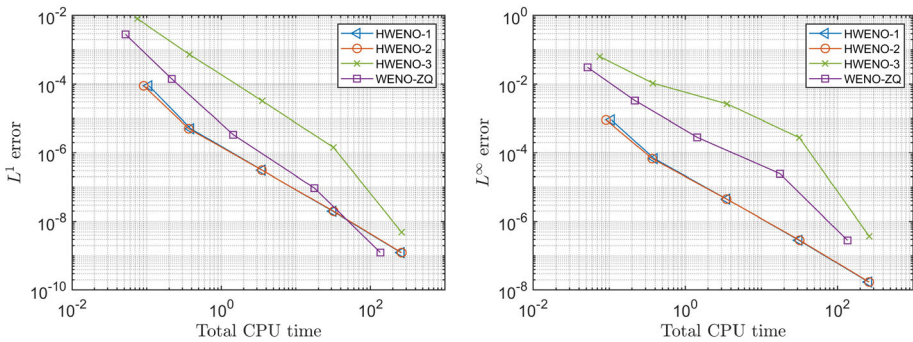 10^-2
10^-4
10^-6
10^-8
10^-10
L^1 error
10^-2
10^0
10^2
Total CPU time
HWENO-1
HWENO-2
HWENO-3
WENO-ZQ
10^0
10^-2
10^-4
10^-6
10^-8
L^∞ error
10^-2
10^0
10^2
Total CPU time
HWENO-1
HWENO-2
HWENO-3
WENO-ZQ